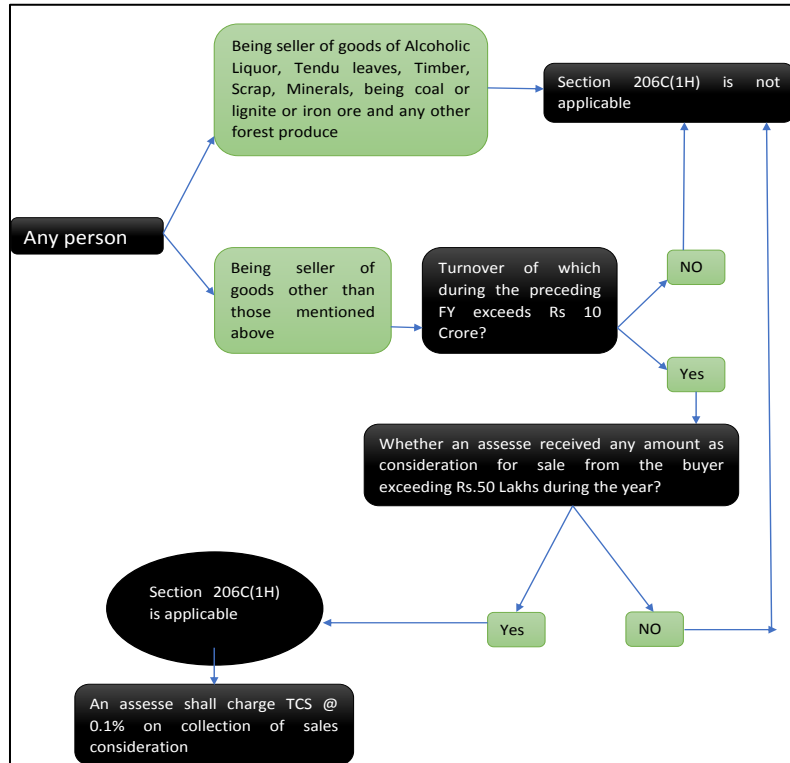 Being seller of goods of Alcoholic
Liquor, Tendu leaves, Timber,
Scrap, Minerals, being coal or
lignite or iron ore and any other
forest produce
Section 206C(1H) is not
applicable
Any person
Being seller of
goods other than
those mentioned
above
Turnover of which
during the preceding
FY exceeds Rs 10
Crore?
NO
Yes
Whether an assesse received any amount as
consideration for sale from the buyer
exceeding Rs.50 Lakhs during the year?
Section 206C(1H)
is applicable
Yes
NO
An assesse shall charge TCS @
0.1% on collection of sales
consideration